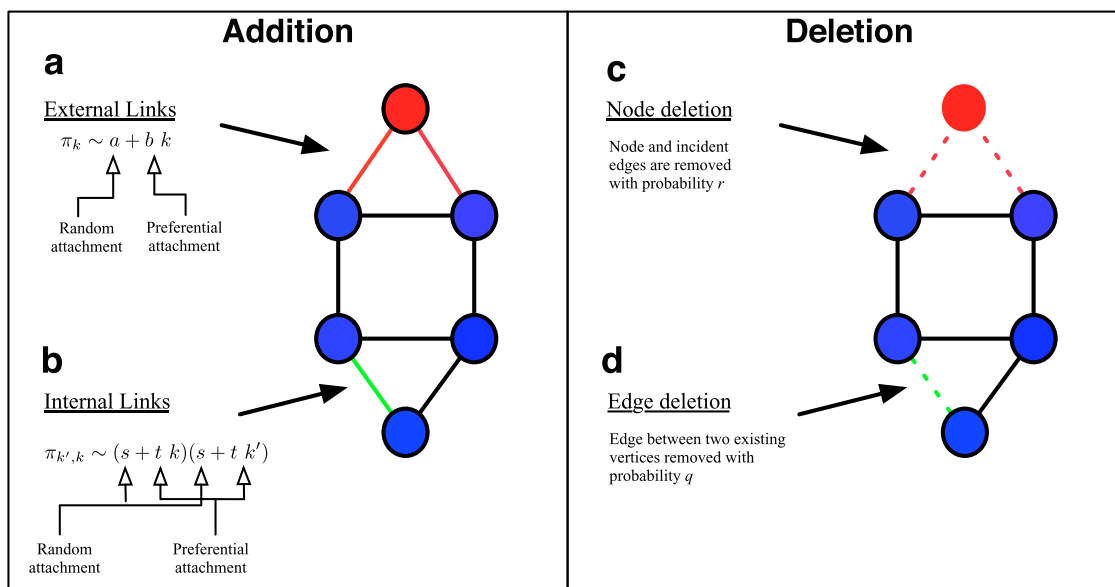 Addition
a
External Links
π_k ∼ a + b k
Random
attachment
Preferential
attachment
b
Internal Links
π_{k′,k} ∼ (s + t k)(s + t k′)
Random
attachment
Preferential
attachment
Deletion
c
Node deletion
Node and incident
edges are removed
with probability r
d
Edge deletion
Edge between two existing
vertices removed with
probability q